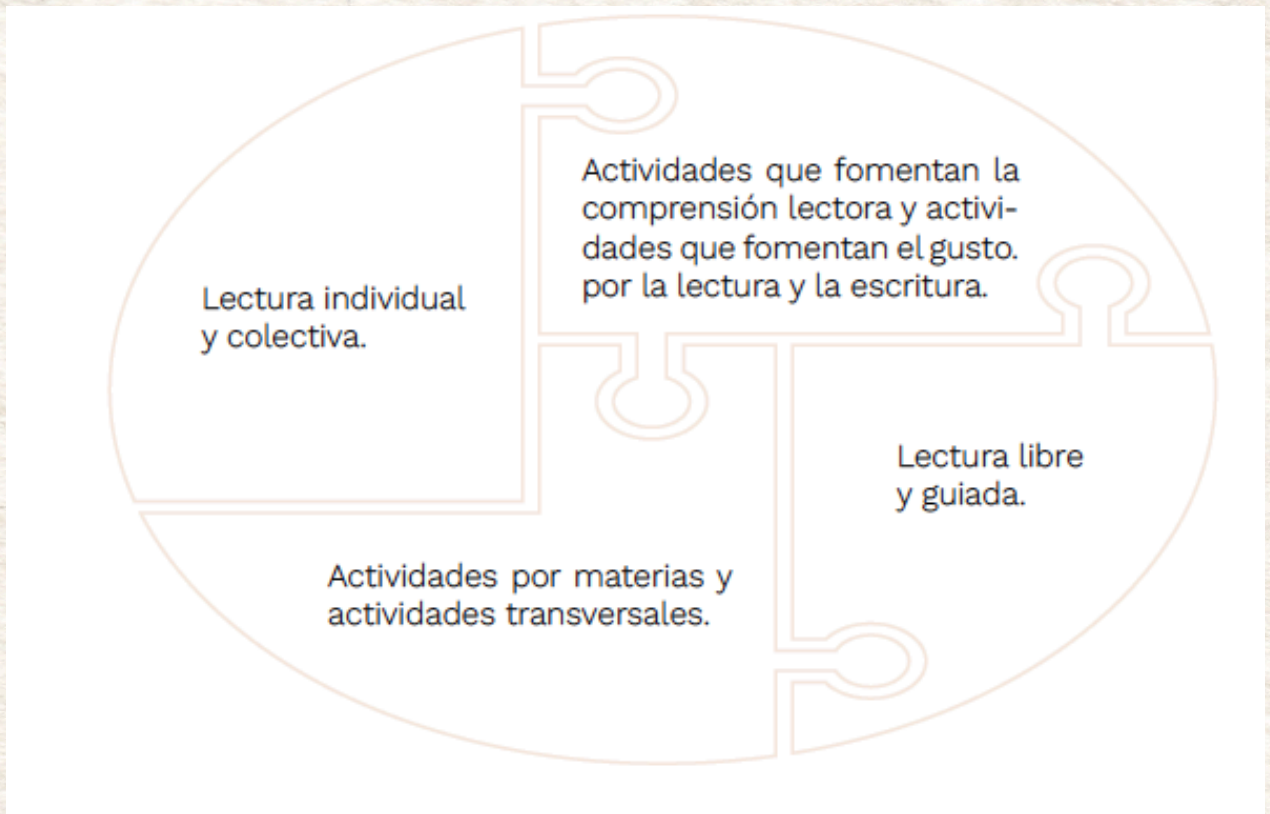 Actividades que fomentan la
comprensión lectora y activi-
dades que fomentan el gusto.
por la lectura y la escritura.
Lectura individual
y colectiva.
Lectura libre
y guiada.
Actividades por materias y
actividades transversales.